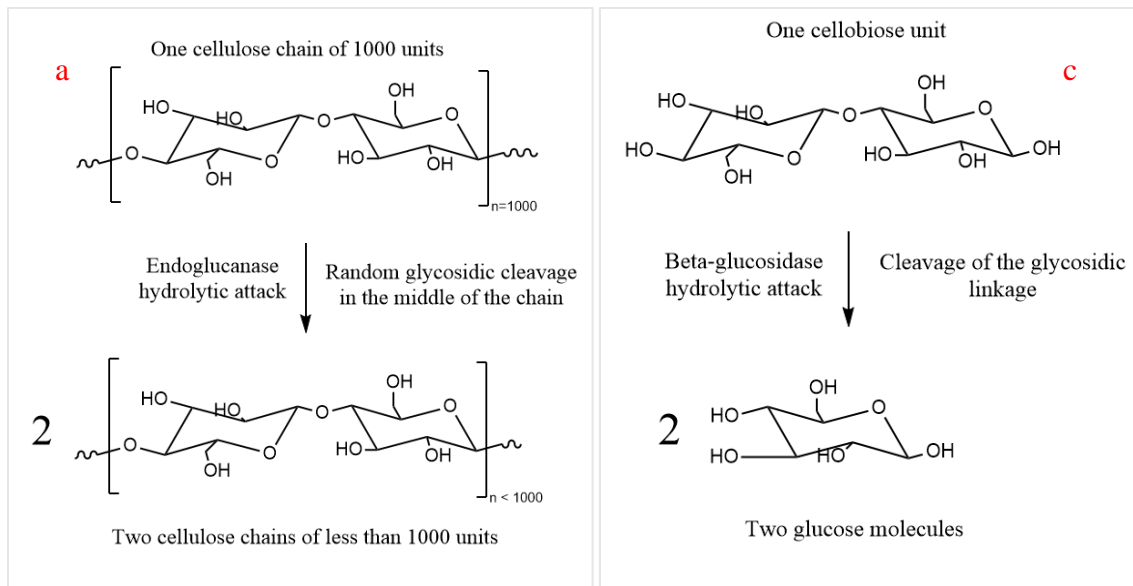 One cellulose chain of 1000 units
a
OH
HO
HO
O
O
O
O
HO
OH
OH
n=1000
Endoglucanase
hydrolytic attack
Random glycosidic cleavage
in the middle of the chain
OH
HO
HO
O
O
2
O
O
HO
OH
OH
n < 1000
Two cellulose chains of less than 1000 units
One cellobiose unit
c
OH
HO
HO
O
O
HO
O
HO
OH
OH
OH
Beta-glucosidase
hydrolytic attack
Cleavage of the glycosidic
linkage
OH
HO
O
2
HO
HO
OH
Two glucose molecules